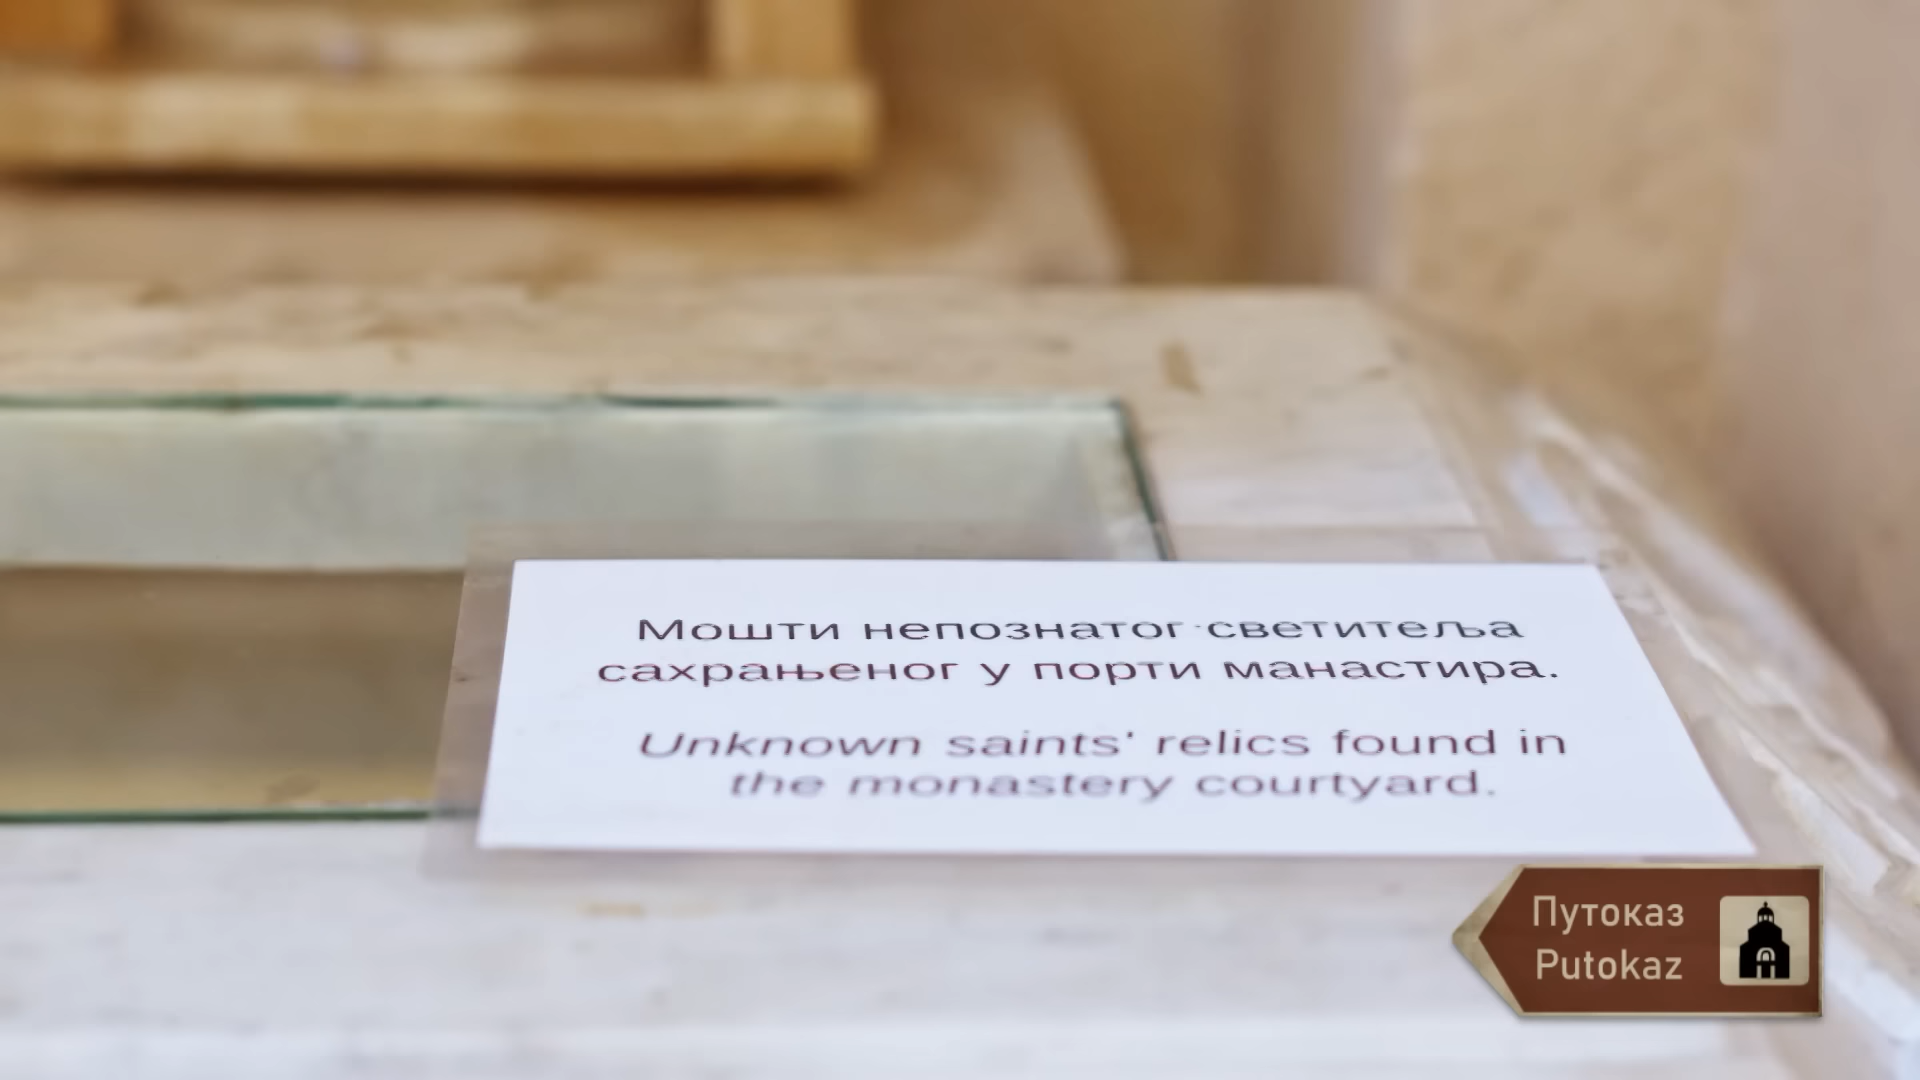 Мошти непознатог светитеља
сахрањеног у порти манастира.
Unknown saints' relics found in
the monastery courtyard.
Путоказ
Putokaz